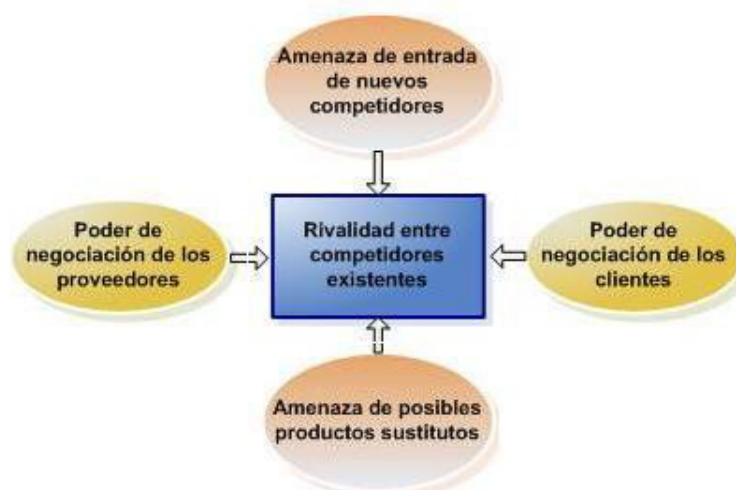 Amenaza de entrada
de nuevos
competidores
Poder de
negociación de los
proveedores
Rivalidad entre
competidores
existentes
Poder de
negociación de los
clientes
Amenaza de posibles
productos sustitutos